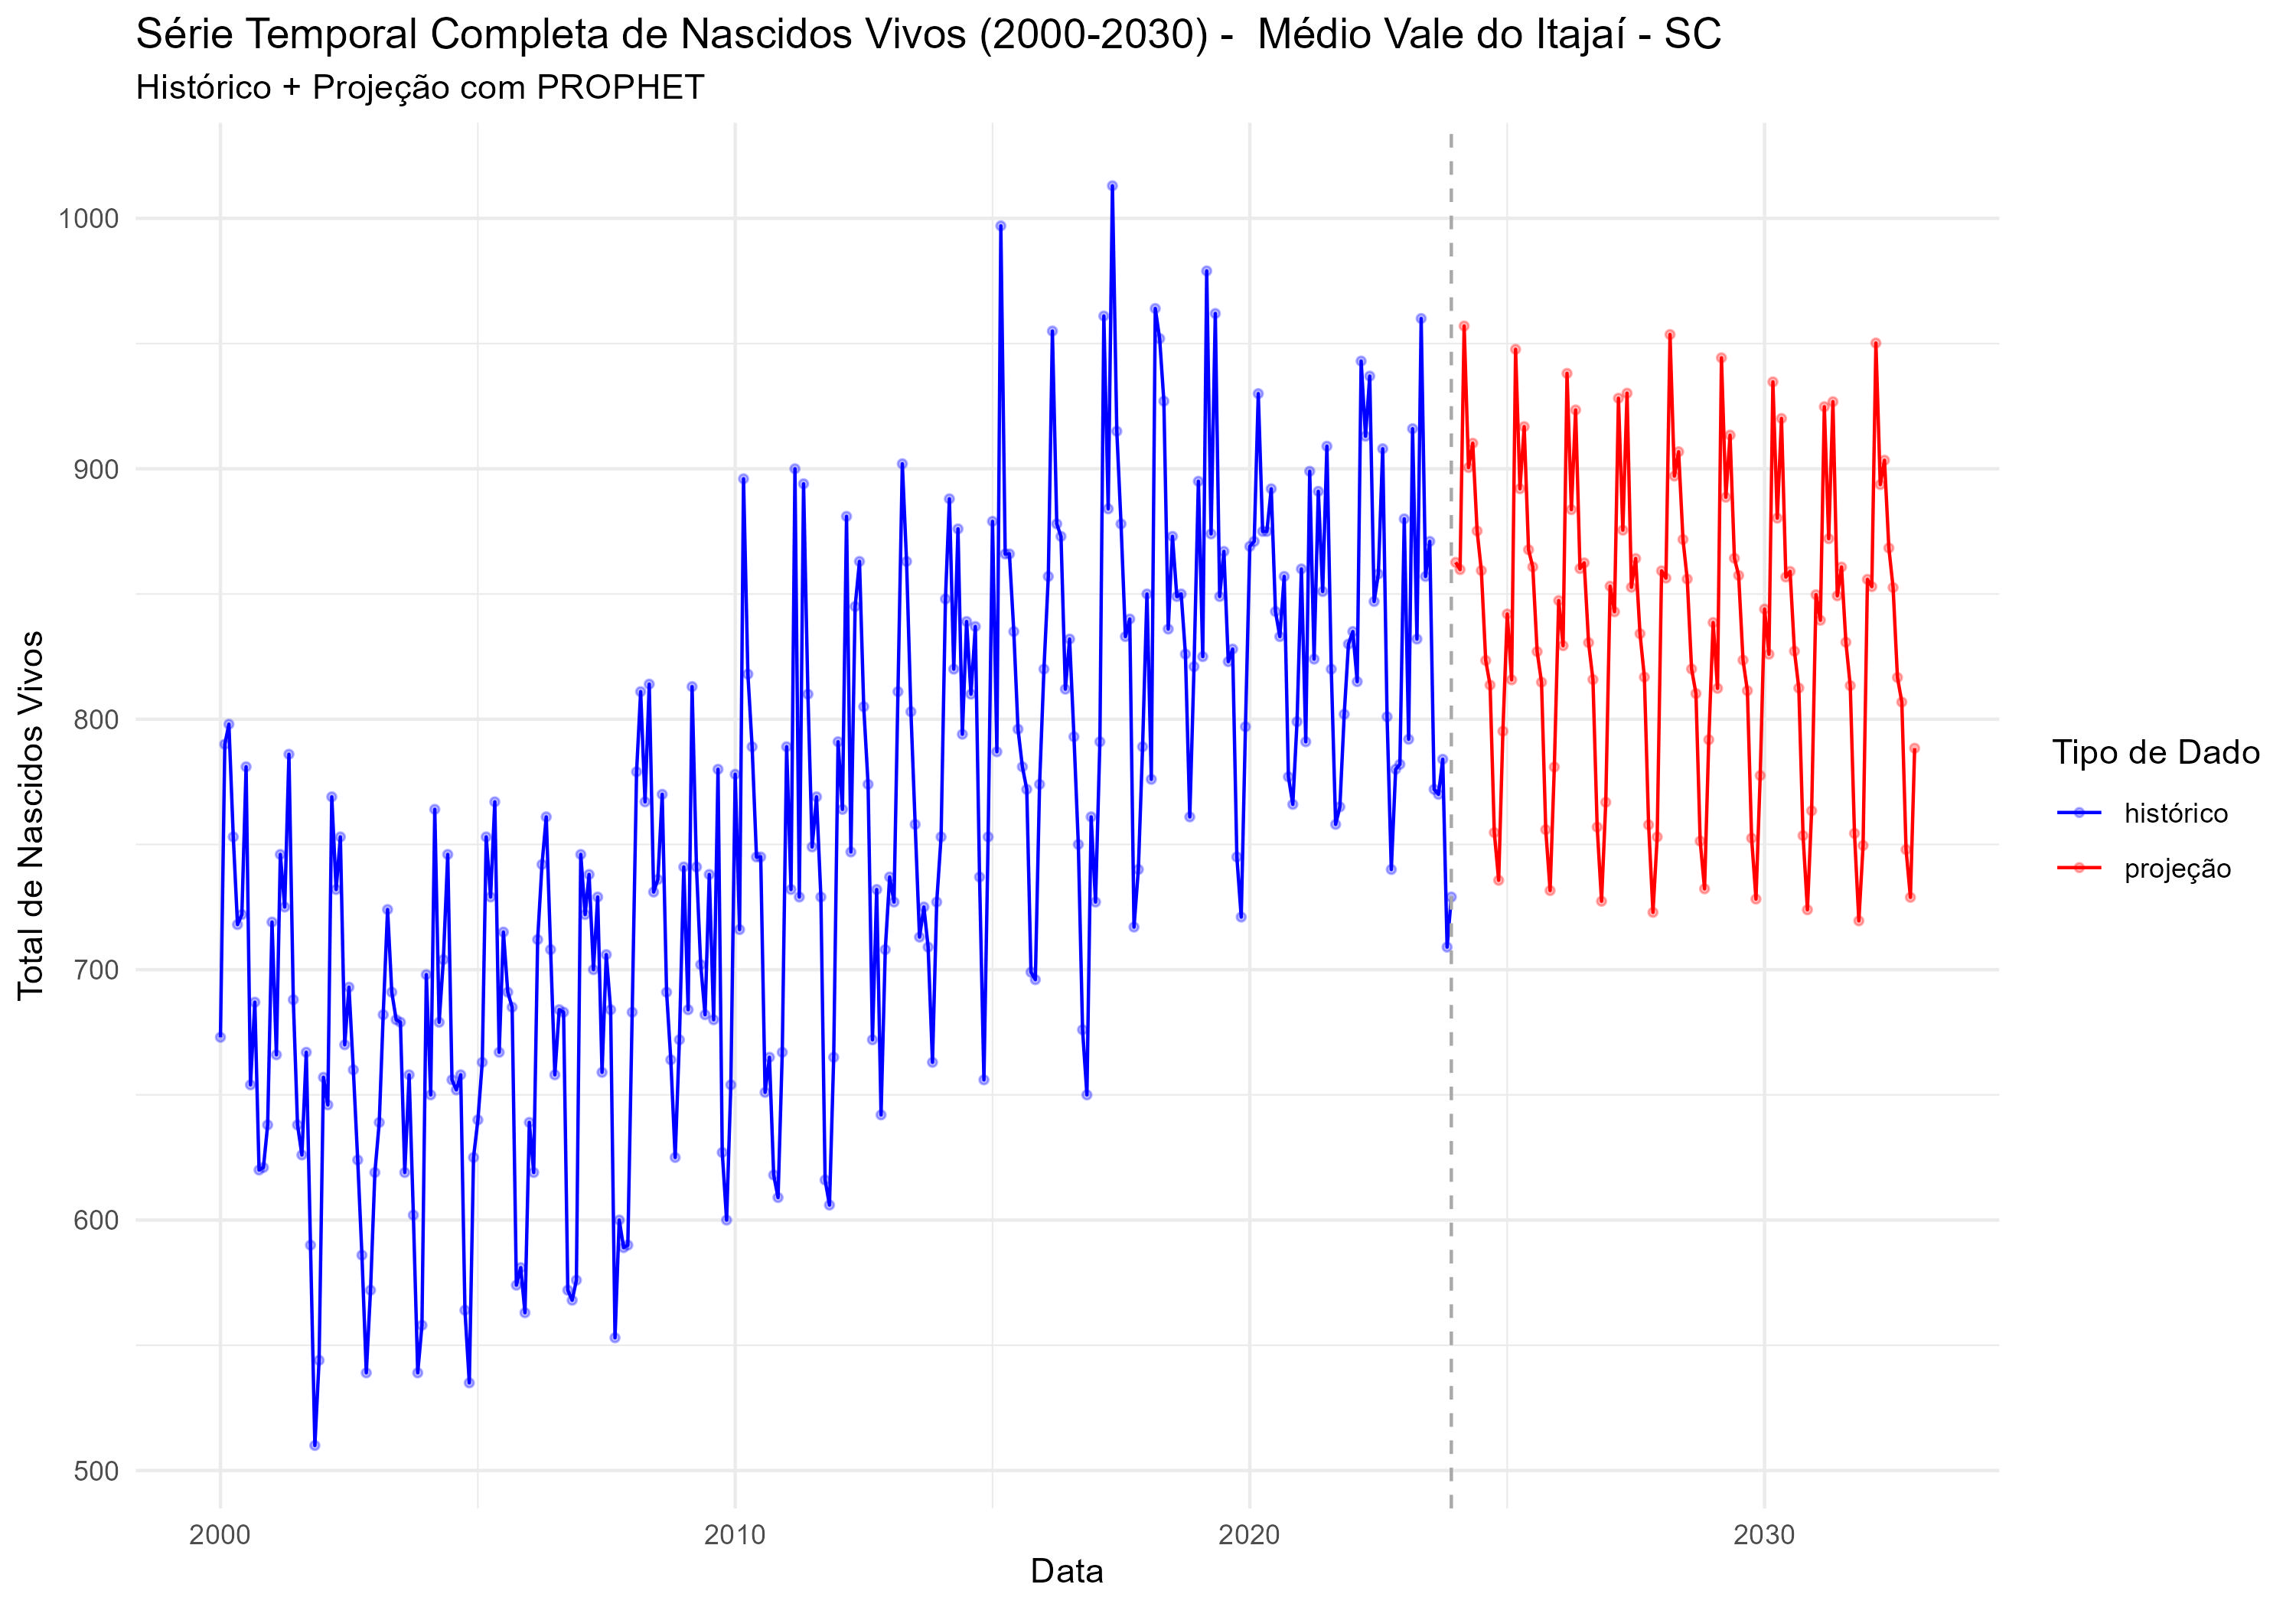 Série Temporal Completa de Nascidos Vivos (2000-2030) -  Médio Vale do Itajaí - SC
Histórico + Projeção com PROPHET
Total de Nascidos Vivos
1000
900
800
700
600
500
2000
2010
2020
2030
Data
Tipo de Dado
histórico
projeção